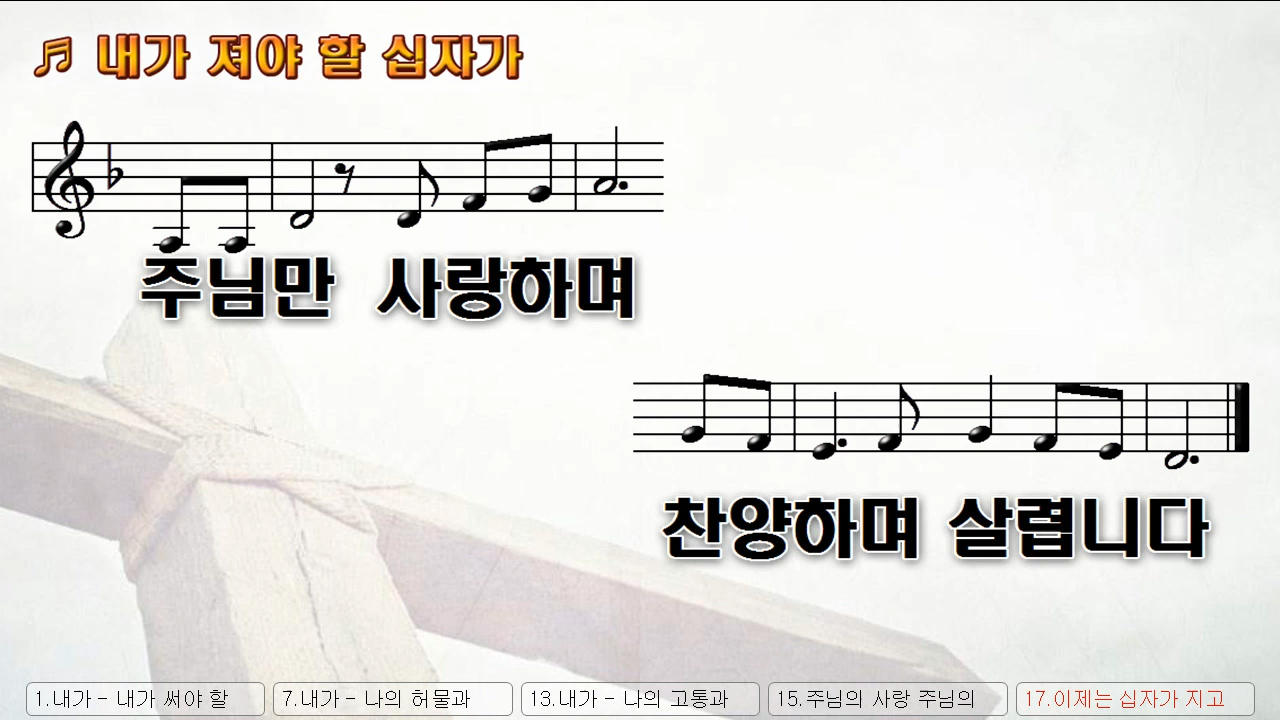 ♬ 내가 져야 할 십자가
주님만 사랑하며
찬양하며 살렵니다
1.내가 – 내가 써야 할
7.내가 – 나의 허물과
13.내가 – 나의 고통과
15.주님의 사랑 주님의
17.이제는 십자가 지고